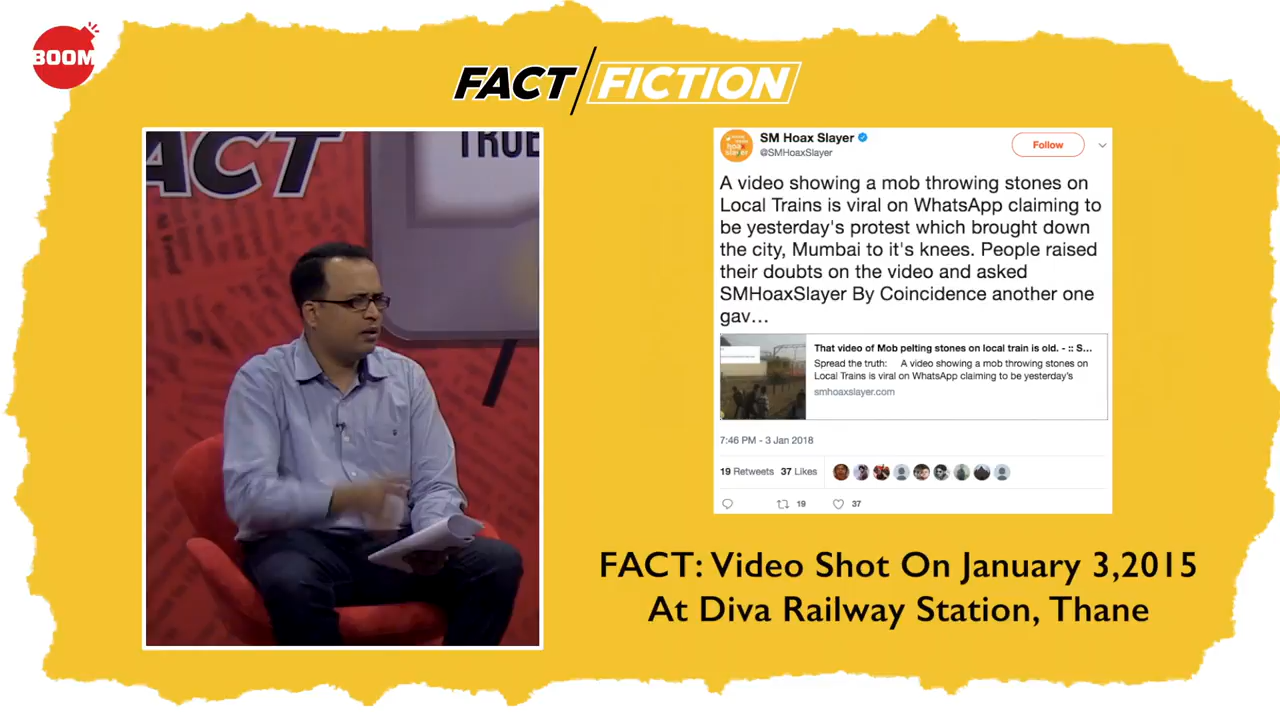 BOOM
FACT/FICTION
ACT
TRUE
SM Hoax Slayer
@SMHoaxSlayer
Follow
A video showing a mob throwing stones on
Local Trains is viral on WhatsApp claiming to
be yesterday's protest which brought down
the city, Mumbai to it's knees. People raised
their doubts on the video and asked
SMHoaxSlayer By Coincidence another one
gav…
That video of Mob pelting stones on local train is old. - :: S...
Spread the truth: A video showing a mob throwing stones on
Local Trains is viral on WhatsApp claiming to be yesterday's
smhoaxslayer.com
7:46 PM - 3 Jan 2018
19 Retweets 37 Likes
19 37
FACT: Video Shot On January 3,2015
At Diva Railway Station, Thane